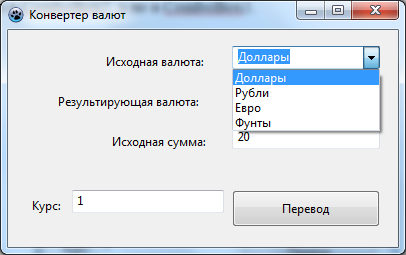 Конвертер валют
Исходная валюта: Доллары
Доллары
Рубли
Евро
Фунты
Результирующая валюта:
Исходная сумма: 20
Курс: 1 Перевод